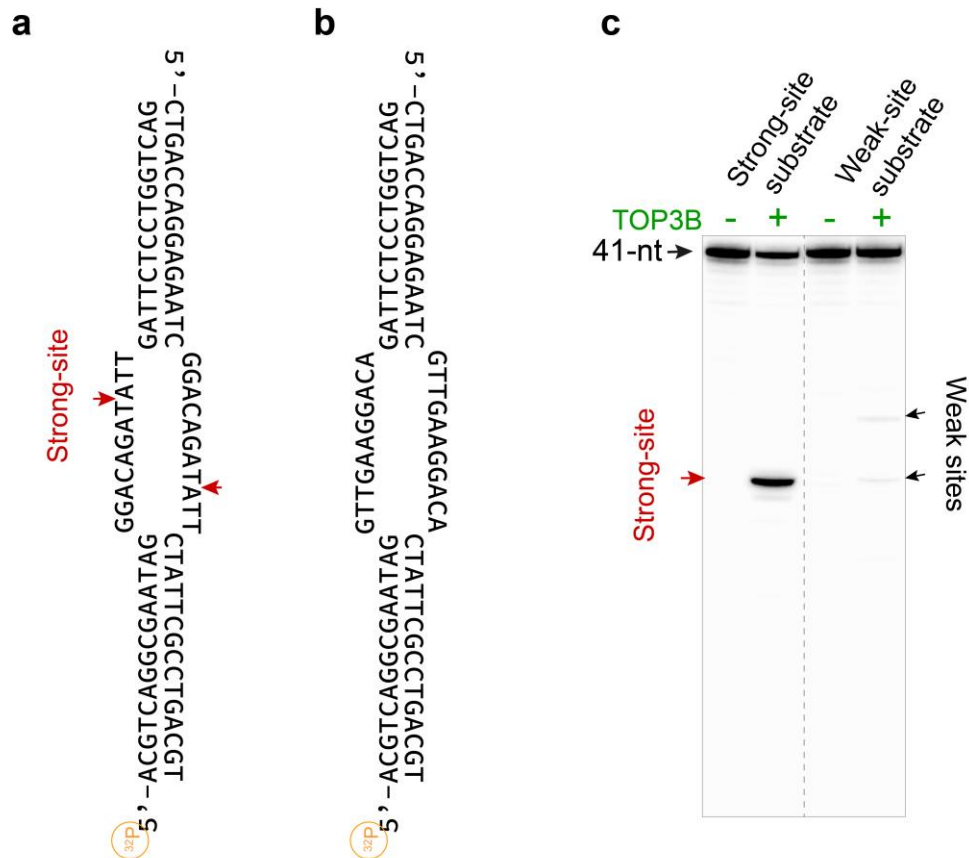 a
5'-CTGACCAGGAGAATC
GGACAGATATT
CTATTCGCCTGACGT
32P
5'-ACGTCAGGCGAATAG
GGACAGATATT
GATTCTCCTGGTCAG
Strong-site
b
5'-CTGACCAGGAGAATC
GTTGAAGGACA
CTATTCGCCTGACGT
32P
5'-ACGTCAGGCGAATAG
GTTGAAGGACA
GATTCTCCTGGTCAG
c
Strong-site
substrate
Weak-site
substrate
TOP3B - + - +
41-nt
Strong-site
Weak sites